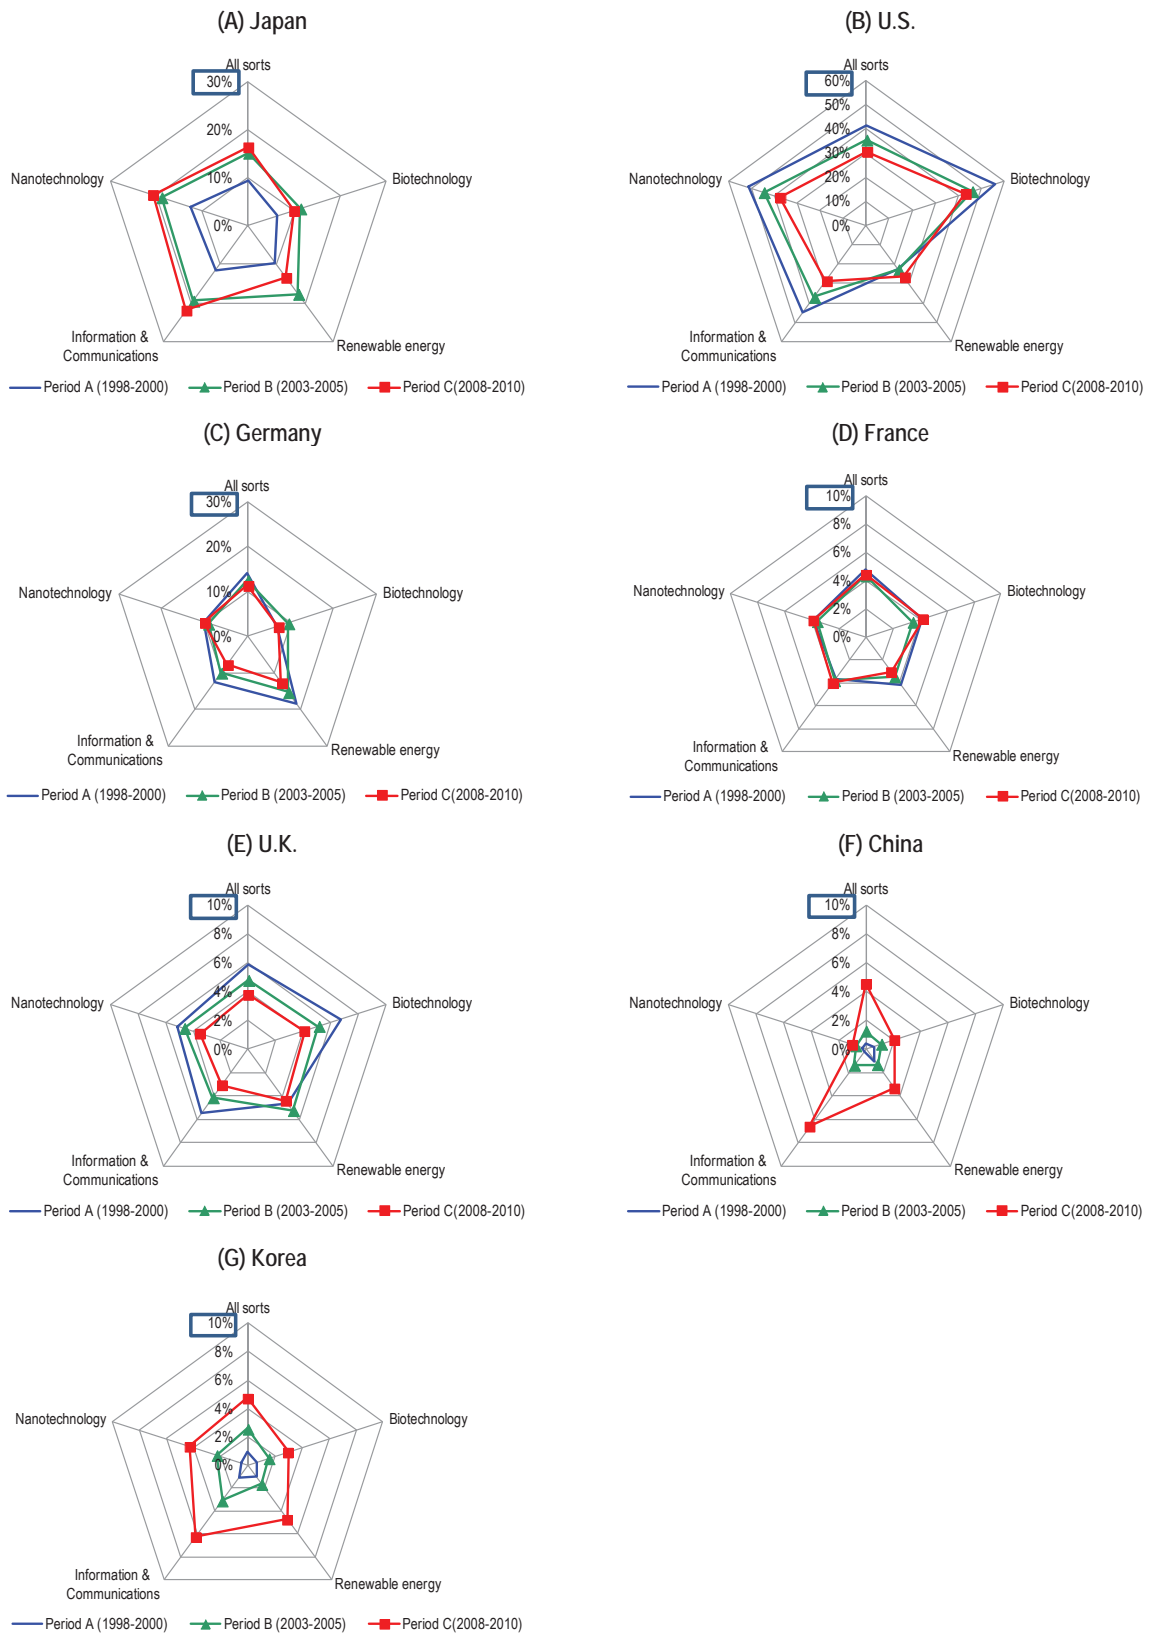 (A) Japan
All sorts
30%
20%
10%
0%
Nanotechnology
Biotechnology
Information &
Communications
Renewable energy
Period A (1998-2000)
Period B (2003-2005)
Period C(2008-2010)
(B) U.S.
All sorts
60%
50%
40%
30%
20%
10%
0%
Nanotechnology
Biotechnology
Information &
Communications
Renewable energy
Period A (1998-2000)
Period B (2003-2005)
Period C(2008-2010)
(C) Germany
All sorts
30%
20%
10%
0%
Nanotechnology
Biotechnology
Information &
Communications
Renewable energy
Period A (1998-2000)
Period B (2003-2005)
Period C(2008-2010)
(D) France
All sorts
10%
8%
6%
4%
2%
0%
Nanotechnology
Biotechnology
Information &
Communications
Renewable energy
Period A (1998-2000)
Period B (2003-2005)
Period C(2008-2010)
(E) U.K.
All sorts
10%
8%
6%
4%
2%
0%
Nanotechnology
Biotechnology
Information &
Communications
Renewable energy
Period A (1998-2000)
Period B (2003-2005)
Period C(2008-2010)
(F) China
All sorts
10%
8%
6%
4%
2%
0%
Nanotechnology
Biotechnology
Information &
Communications
Renewable energy
Period A (1998-2000)
Period B (2003-2005)
Period C(2008-2010)
(G) Korea
All sorts
10%
8%
6%
4%
2%
0%
Nanotechnology
Biotechnology
Information &
Communications
Renewable energy
Period A (1998-2000)
Period B (2003-2005)
Period C(2008-2010)